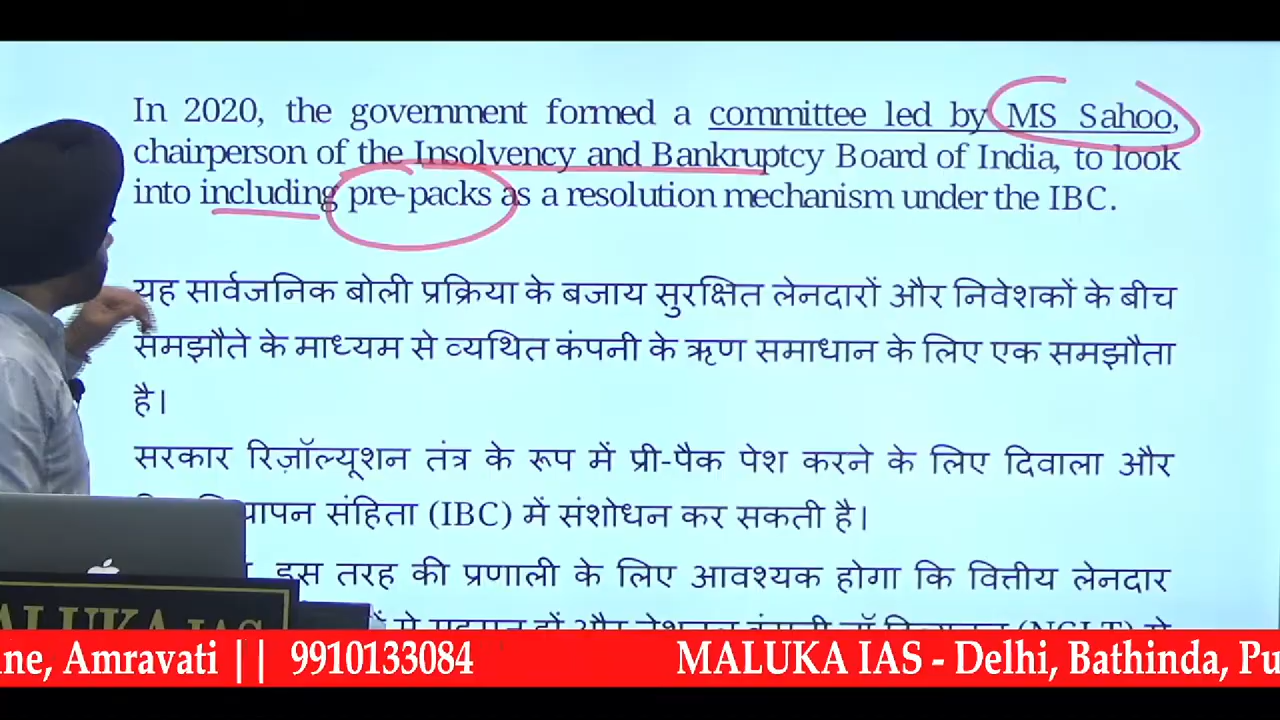 In 2020, the government formed a committee led by MS Sahoo,
chairperson of the Insolvency and Bankruptcy Board of India, to look
into including pre-packs as a resolution mechanism under the IBC.
यह सार्वजनिक बोली प्रक्रिया के बजाय सुरक्षित लेनदारों और निवेशकों के बीच
समझौते के माध्यम से व्यथित कंपनी के ऋण समाधान के लिए एक समझौता
है।
सरकार रिज़ॉल्यूशन तंत्र के रूप में प्री-पैक पेश करने के लिए दिवाला और
संहिता (IBC) में संशोधन कर सकती है।
इस तरह की प्रणाली के लिए आवश्यक होगा कि वित्तीय लेनदार
(NCLT) से
MALUKA IAS
Amravati || 9910133084 MALUKA IAS - Delhi, Bathinda,